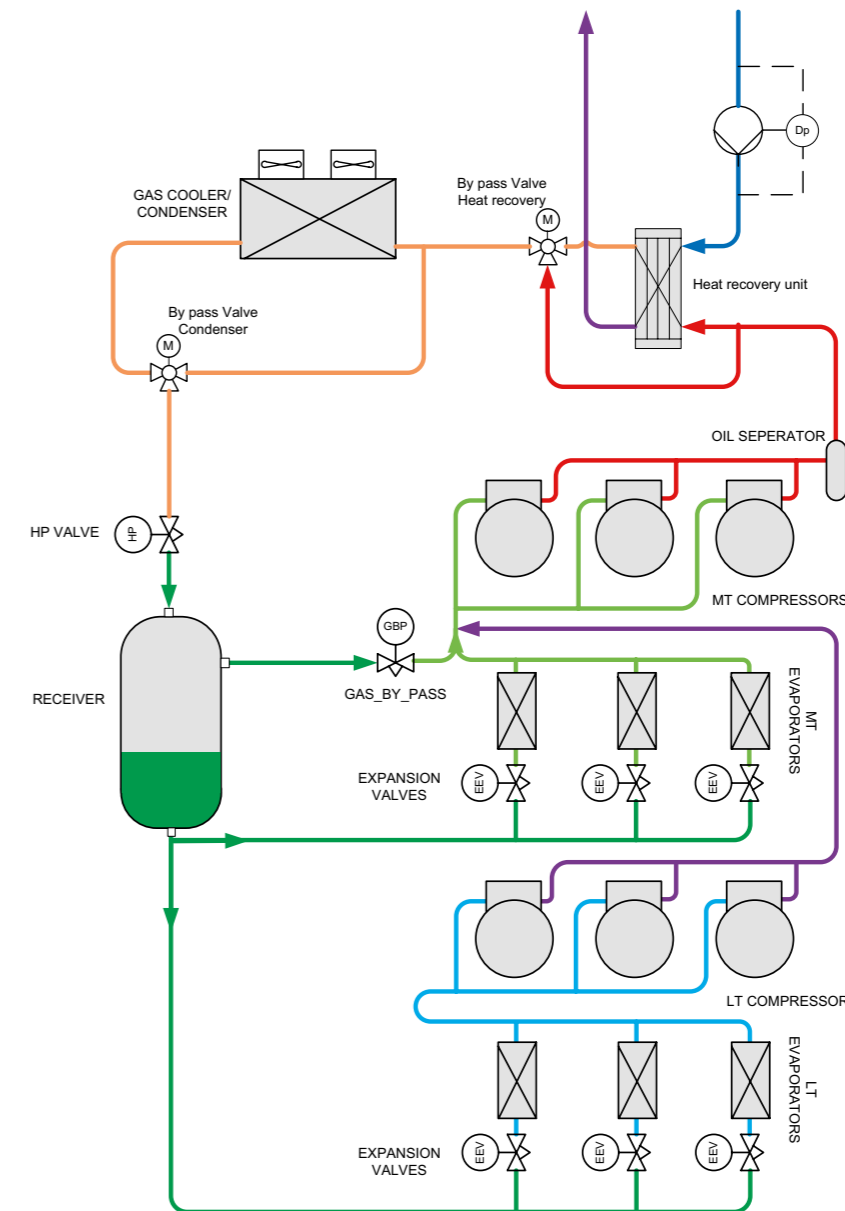 Dp
GAS COOLER/
CONDENSER
By pass Valve
Heat recovery
M
Heat recovery unit
By pass Valve
Condenser
M
OIL SEPERATOR
HP VALVE
HP
MT COMPRESSORS
GBP
GAS_BY_PASS
RECEIVER
MT
EVAPORATORS
EXPANSION
VALVES
EEV
EEV
EEV
LT COMPRESSOR
LT
EVAPORATORS
EXPANSION
VALVES
EEV
EEV
EEV